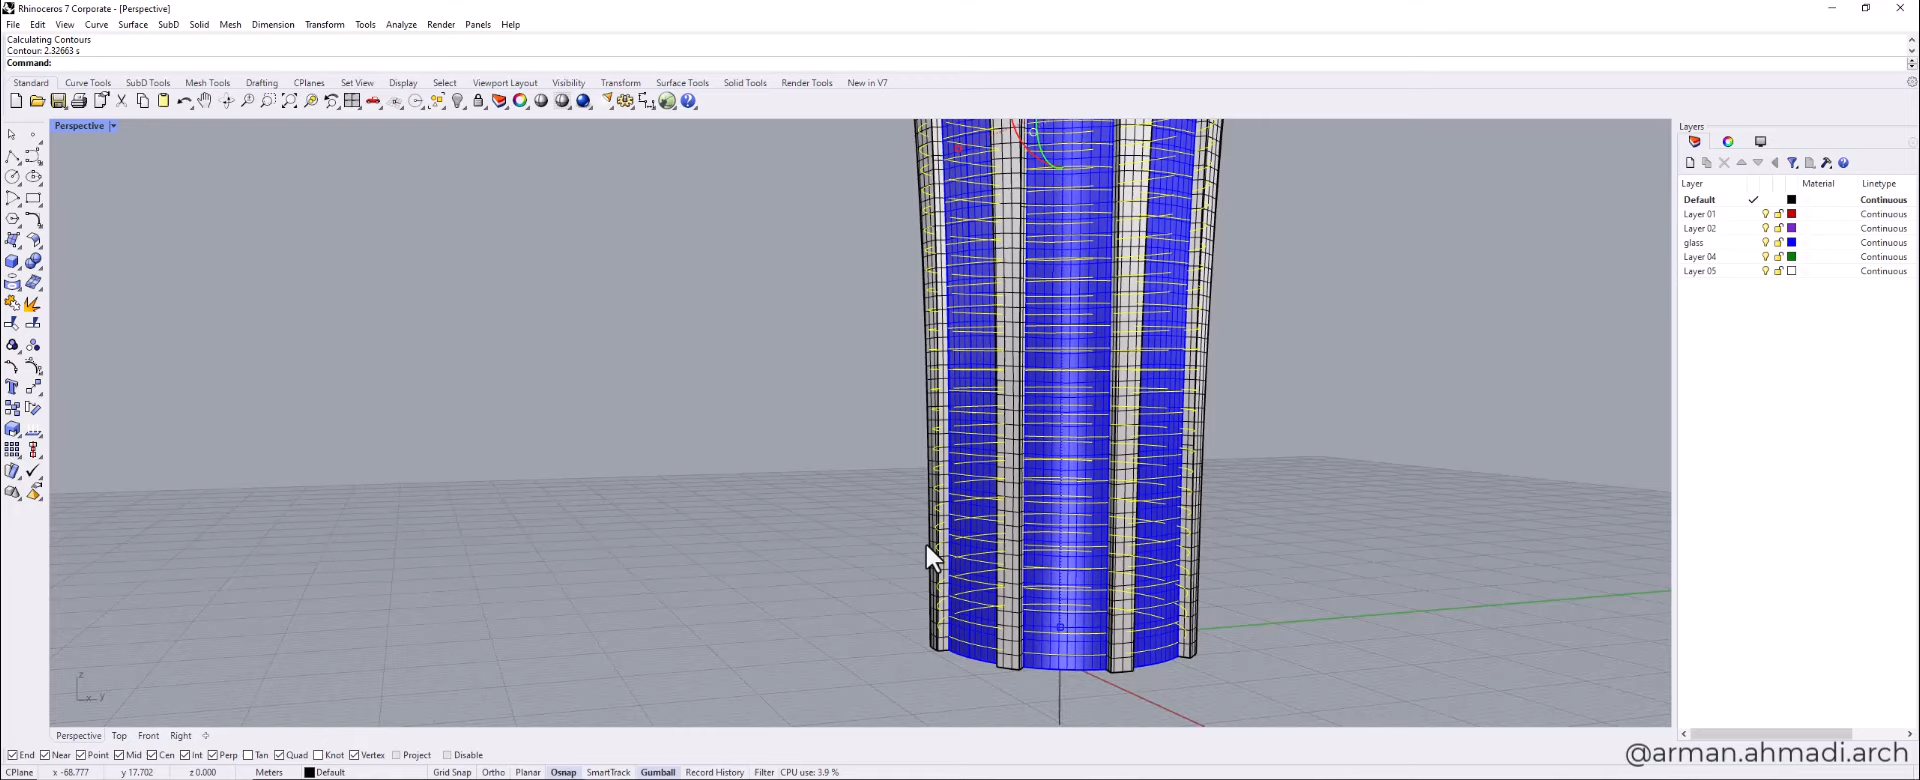 Rhinoceros 7 Corporate - [Perspective]
File Edit View Curve Surface SubD Solid Mesh Dimension Transform Tools Analyze Render Panels Help
Calculating Contours
Contour: 2.32663 s
Command:
Standard Curve Tools SubD Tools Mesh Tools Drafting CPlanes Set View Display Select Viewport Layout Visibility Transform Surface Tools Solid Tools Render Tools New in V7
Perspective
Layers
Layer Material Linetype
Default Continuous
Layer 01 Continuous
Layer 02 Continuous
glass Continuous
Layer 04 Continuous
Layer 05 Continuous
z
x y
Perspective Top Front Right
End Near Point Mid Cen Int Perp Tan Quad Knot Vertex Project Disable
@arman.ahmadi.arch
CPlane x -68.777 y 17.702 z 0.000 Meters Default Grid Snap Ortho Planar Osnap SmartTrack Gumball Record History Filter CPU use: 3.9 %